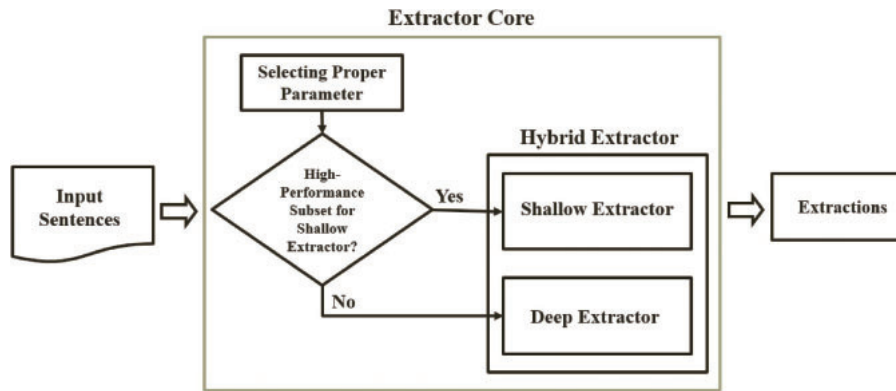 Extractor Core
Selecting Proper
Parameter
Input
Sentences
High-
Performance
Subset for
Shallow
Extractor?
Yes
No
Hybrid Extractor
Shallow Extractor
Deep Extractor
Extractions